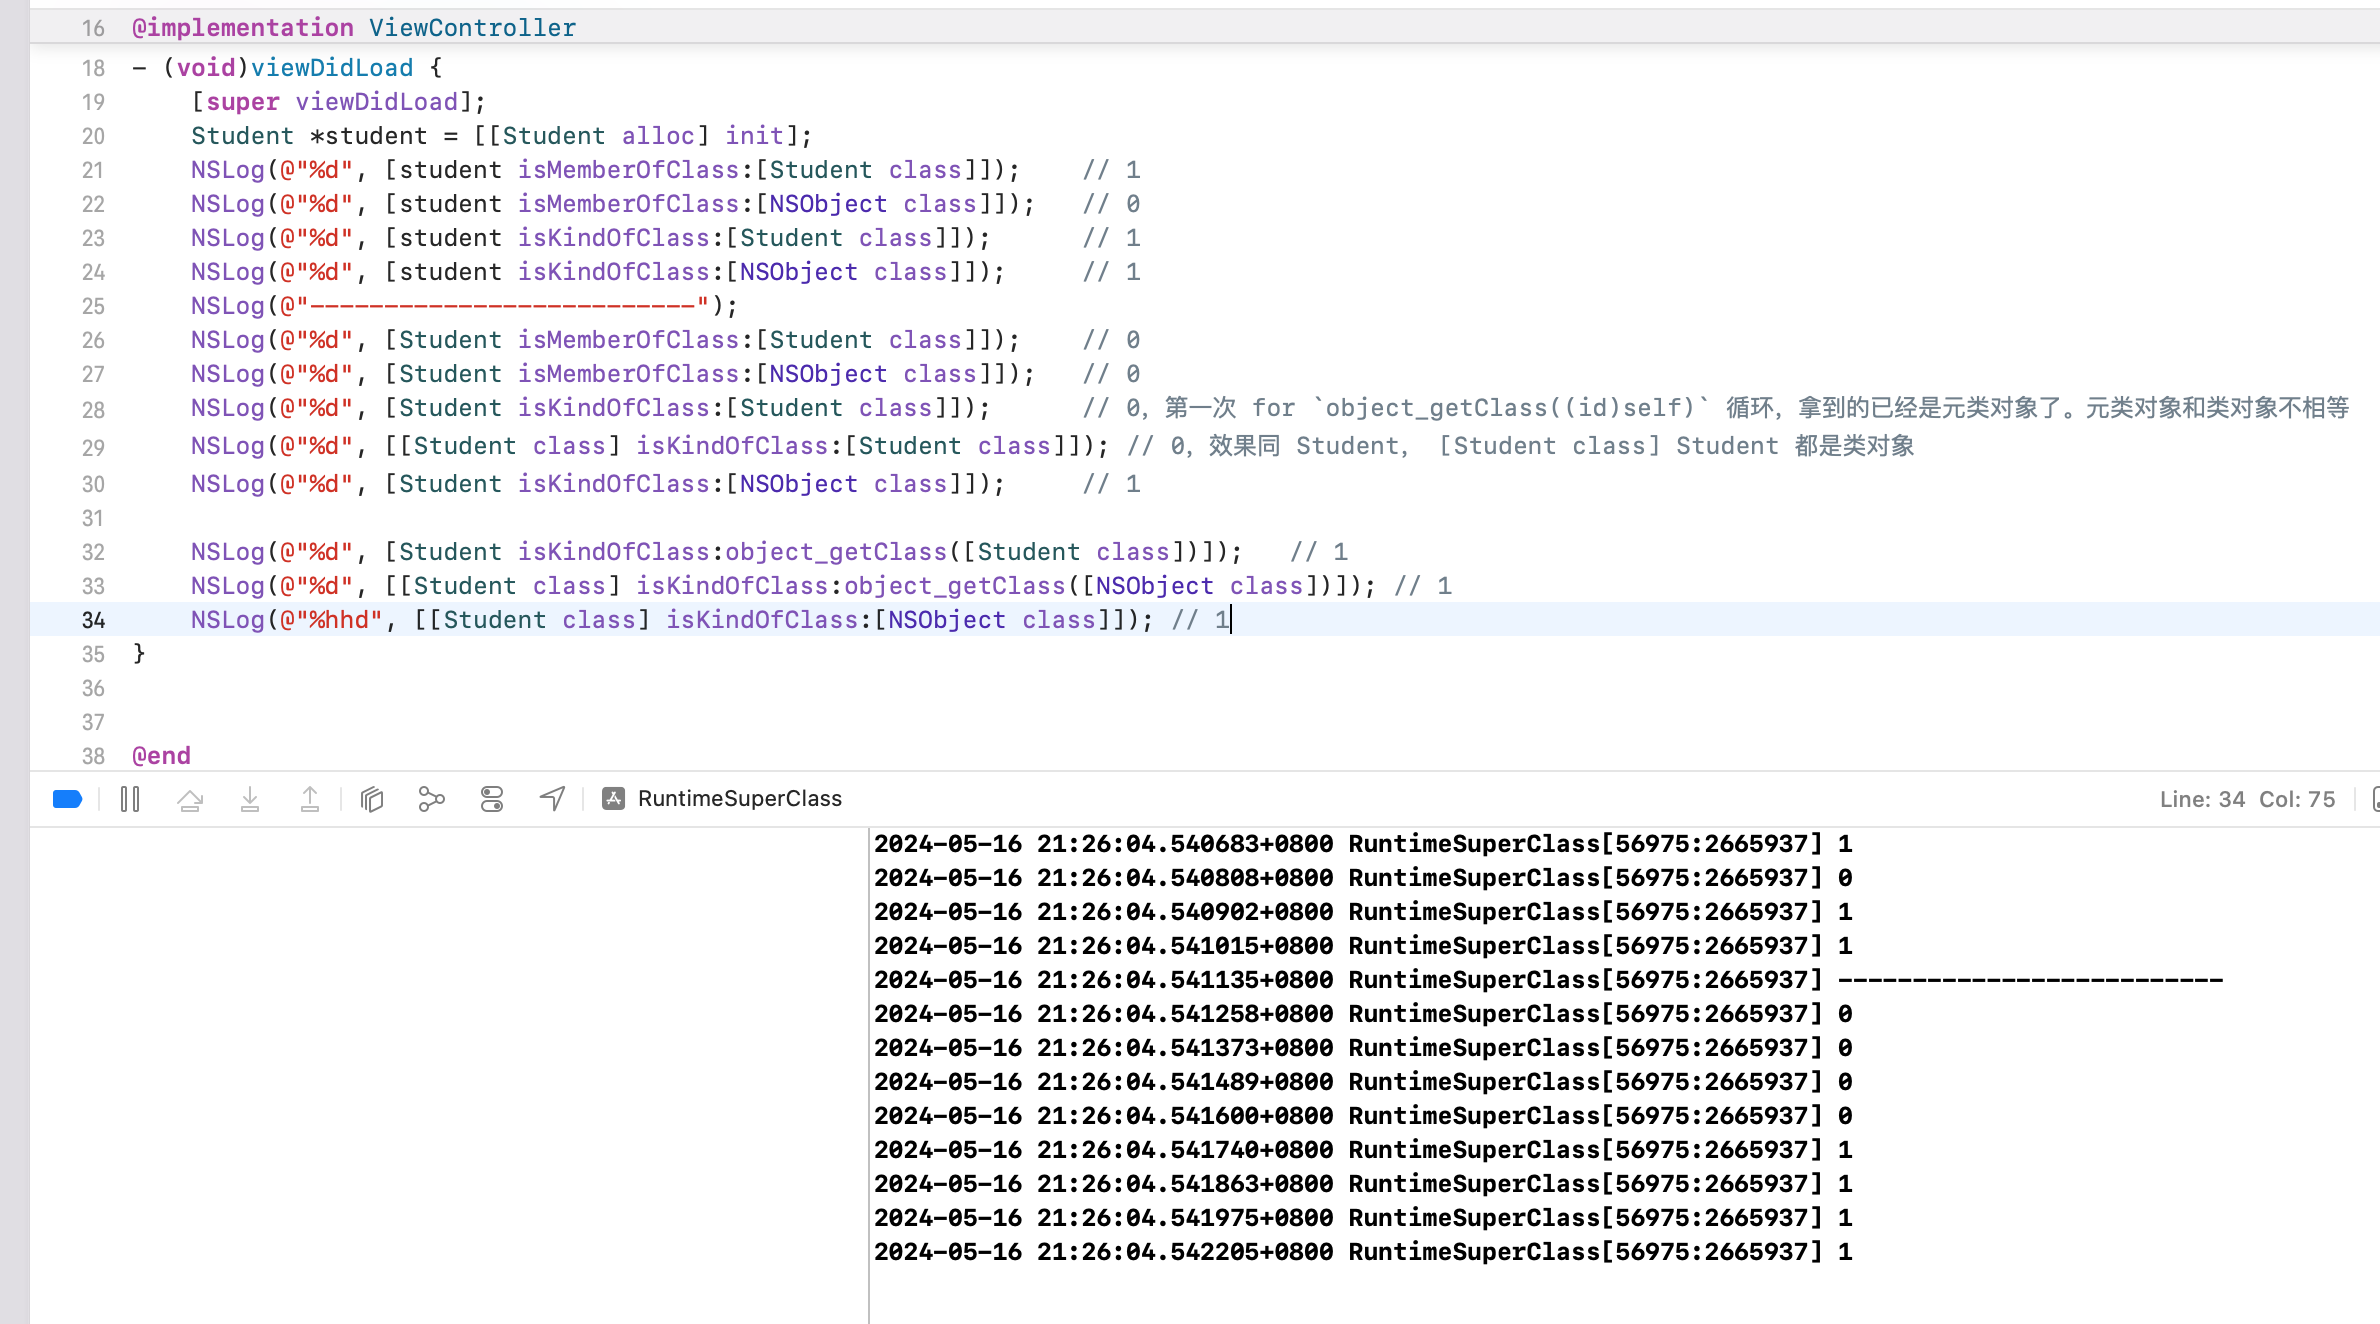 16 @implementation ViewController
18 - (void)viewDidLoad {
19 [super viewDidLoad];
20 Student *student = [[Student alloc] init];
21 NSLog(@"%d", [student isMemberOfClass:[Student class]]); // 1
22 NSLog(@"%d", [student isMemberOfClass:[NSObject class]]); // 0
23 NSLog(@"%d", [student isKindOfClass:[Student class]]); // 1
24 NSLog(@"%d", [student isKindOfClass:[NSObject class]]); // 1
25 NSLog(@"--------------------------");
26 NSLog(@"%d", [Student isMemberOfClass:[Student class]]); // 0
27 NSLog(@"%d", [Student isMemberOfClass:[NSObject class]]); // 0
28 NSLog(@"%d", [Student isKindOfClass:[Student class]]); // 0，第一次 for `object_getClass((id)self)` 循环，拿到的已经是元类对象了。元类对象和类对象不相等
29 NSLog(@"%d", [[Student class] isKindOfClass:[Student class]]); // 0，效果同 Student， [Student class] Student 都是类对象
30 NSLog(@"%d", [Student isKindOfClass:[NSObject class]]); // 1
31
32 NSLog(@"%d", [Student isKindOfClass:object_getClass([Student class])]); // 1
33 NSLog(@"%d", [[Student class] isKindOfClass:object_getClass([NSObject class])]); // 1
34 NSLog(@"%hhd", [[Student class] isKindOfClass:[NSObject class]]); // 1
35 }
36
37
38 @end
RuntimeSuperClass
Line: 34 Col: 75
2024-05-16 21:26:04.540683+0800 RuntimeSuperClass[56975:2665937] 1
2024-05-16 21:26:04.540808+0800 RuntimeSuperClass[56975:2665937] 0
2024-05-16 21:26:04.540902+0800 RuntimeSuperClass[56975:2665937] 1
2024-05-16 21:26:04.541015+0800 RuntimeSuperClass[56975:2665937] 1
2024-05-16 21:26:04.541135+0800 RuntimeSuperClass[56975:2665937] --------------------------
2024-05-16 21:26:04.541258+0800 RuntimeSuperClass[56975:2665937] 0
2024-05-16 21:26:04.541373+0800 RuntimeSuperClass[56975:2665937] 0
2024-05-16 21:26:04.541489+0800 RuntimeSuperClass[56975:2665937] 0
2024-05-16 21:26:04.541600+0800 RuntimeSuperClass[56975:2665937] 0
2024-05-16 21:26:04.541740+0800 RuntimeSuperClass[56975:2665937] 1
2024-05-16 21:26:04.541863+0800 RuntimeSuperClass[56975:2665937] 1
2024-05-16 21:26:04.541975+0800 RuntimeSuperClass[56975:2665937] 1
2024-05-16 21:26:04.542205+0800 RuntimeSuperClass[56975:2665937] 1